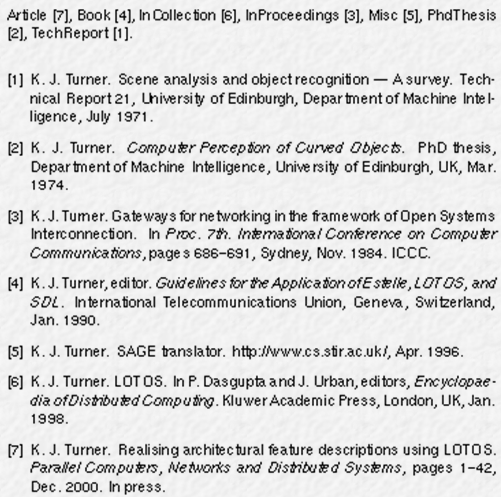 Article [7], Book [4], InCollection [6], InProceedings [3], Misc [5], PhdThesis
[2], TechReport [1].
[1] K. J. Turner. Scene analysis and object recognition — A survey. Tech-
nical Report 21, University of Edinburgh, Department of Machine Intel-
ligence, July 1971.
[2] K. J. Turner. Computer Perception of Curved Objects. PhD thesis,
Department of Machine Intelligence, University of Edinburgh, UK, Mar.
1974.
[3] K. J. Turner. Gateways for networking in the framework of Open Systems
Interconnection. In Proc. 7th. International Conference on Computer
Communications, pages 686–691, Sydney, Nov. 1984. ICCC.
[4] K. J. Turner, editor. Guidelines for the Application of Estelle, LOTOS, and
SDL. International Telecommunications Union, Geneva, Switzerland,
Jan. 1990.
[5] K. J. Turner. SAGE translator. http://www.cs.stir.ac.uk/, Apr. 1996.
[6] K. J. Turner. LOTOS. In P. Dasgupta and J. Urban, editors, Encyclopae-
dia of Distributed Computing. Kluwer Academic Press, London, UK, Jan.
1998.
[7] K. J. Turner. Realising architectural feature descriptions using LOTOS.
Parallel Computers, Networks and Distributed Systems, pages 1–42,
Dec. 2000. In press.